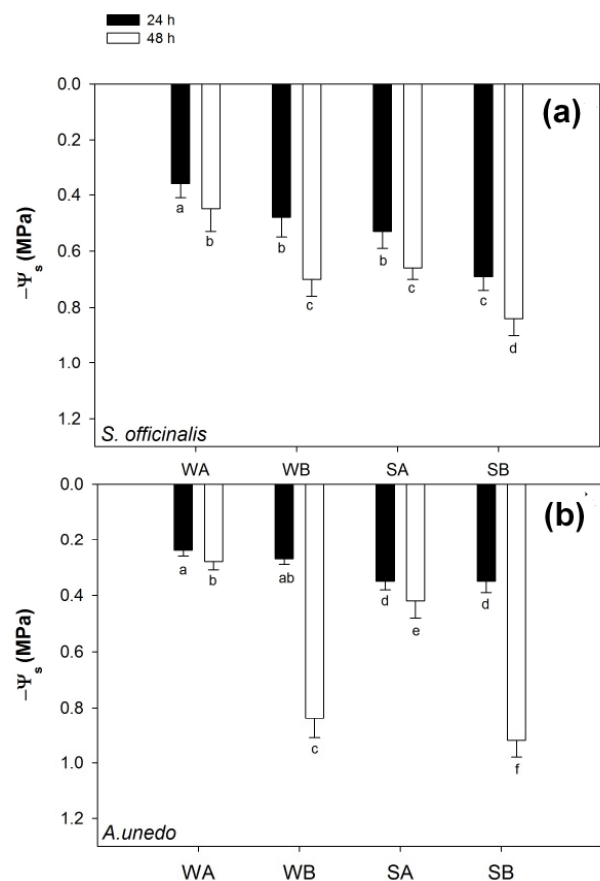 24 h
48 h
(a)
0.0
0.2
0.4
0.6
0.8
1.0
1.2
–Ψs (MPa)
a b b c b c c d
S. officinalis
WA WB SA SB
(b)
0.0
0.2
0.4
0.6
0.8
1.0
1.2
–Ψs (MPa)
a b ab c d e d f
A.unedo
WA WB SA SB